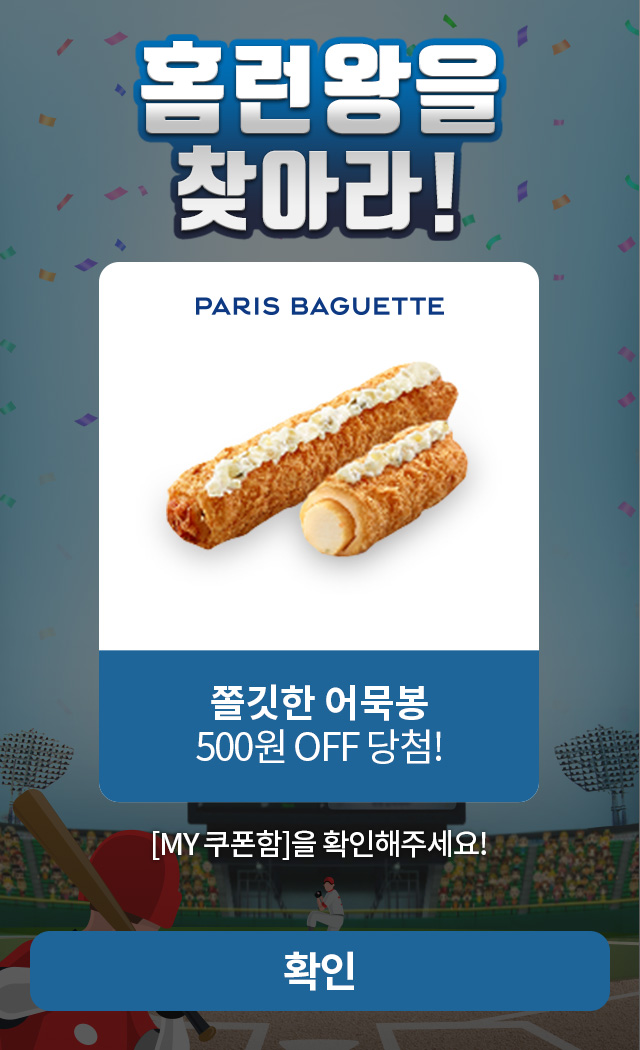 홈런왕을
찾아라!
PARIS BAGUETTE
쫄깃한 어묵봉
500원 OFF 당첨!
[MY 쿠폰함]을 확인해주세요!
확인